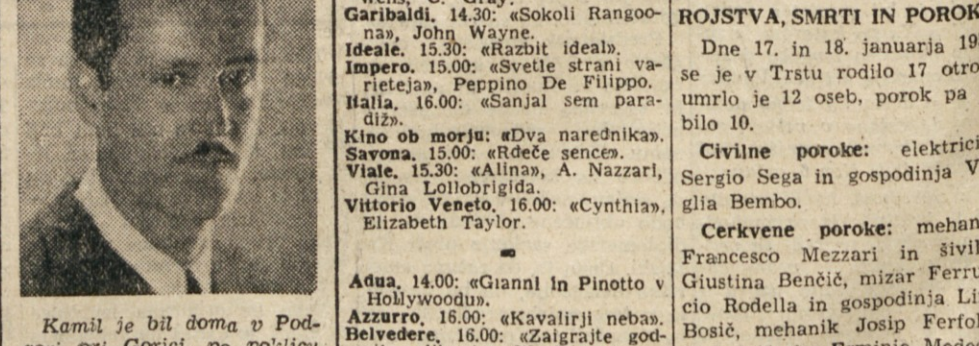 Kamil je bil doma v Pod-
Garibaldi. 14.30: «Sokoli Rangoo-
na», John Wayne.
Ideale. 15.30: «Razbit ideal».
Impero. 15.00: «Svetle strani va-
rieteja», Peppino De Filippo.
Italia. 16.00: «Sanjal sem para-
diž».
Kino ob morju: «Dva narednika».
Savona. 15.00: «Rdeče sence».
Viale. 15.30: «Alina», A. Nazzari,
Gina Lollobrigida.
Vittorio Veneto. 16.00: «Cynthia»,
Elizabeth Taylor.
Adua. 14.00: «Gianni in Pinotto v
Hollywoodu».
Azzurro. 16.00: «Kavalirji neba».
Belvedere. 16.00: «Zaigrajte god-
ROJSTVA, SMRTI IN POROK
Dne 17. in 18. januarja 19
se je v Trstu rodilo 17 otro
umrlo je 12 oseb, porok pa
bilo 10.
Civilne poroke: elektrici
Sergio Sega in gospodinja V
glia Bembo.
Cerkvene poroke: mehan
Francesco Mezzari in šivil
Giustina Benčič, mizar Ferru
cio Rodella in gospodinja Li
Bosič, mehanik Josip Ferfol